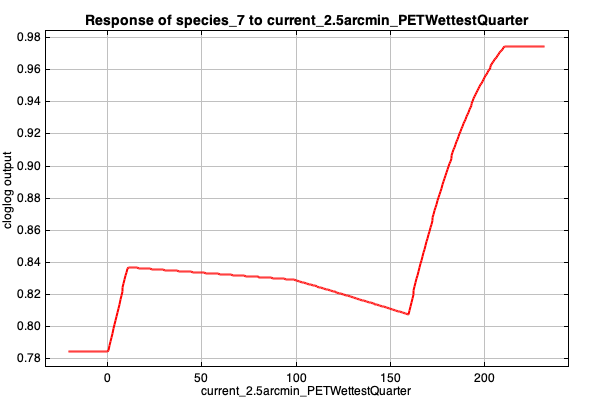 Response of species_7 to current_2.5arcmin_PETWettestQuarter
0.98
0.96
0.94
0.92
0.90
0.88
0.86
0.84
0.82
0.80
0.78
cloglog output
0 50 100 150 200
current_2.5arcmin_PETWettestQuarter